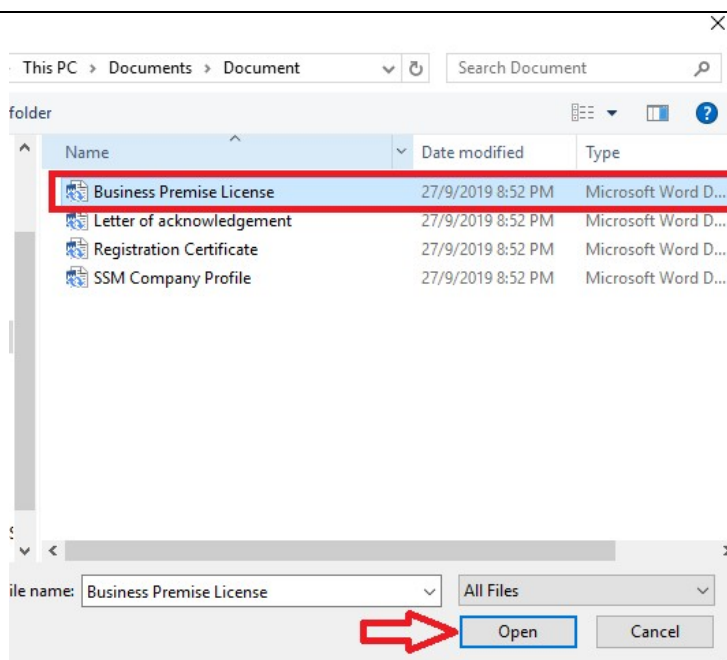 This PC > Documents > Document
Search Document
folder
Name
Date modified
Type
Business Premise License 27/9/2019 8:52 PM Microsoft Word D...
Letter of acknowledgement 27/9/2019 8:52 PM Microsoft Word D...
Registration Certificate 27/9/2019 8:52 PM Microsoft Word D...
SSM Company Profile 27/9/2019 8:52 PM Microsoft Word D...
ile name: Business Premise License
All Files
Open
Cancel